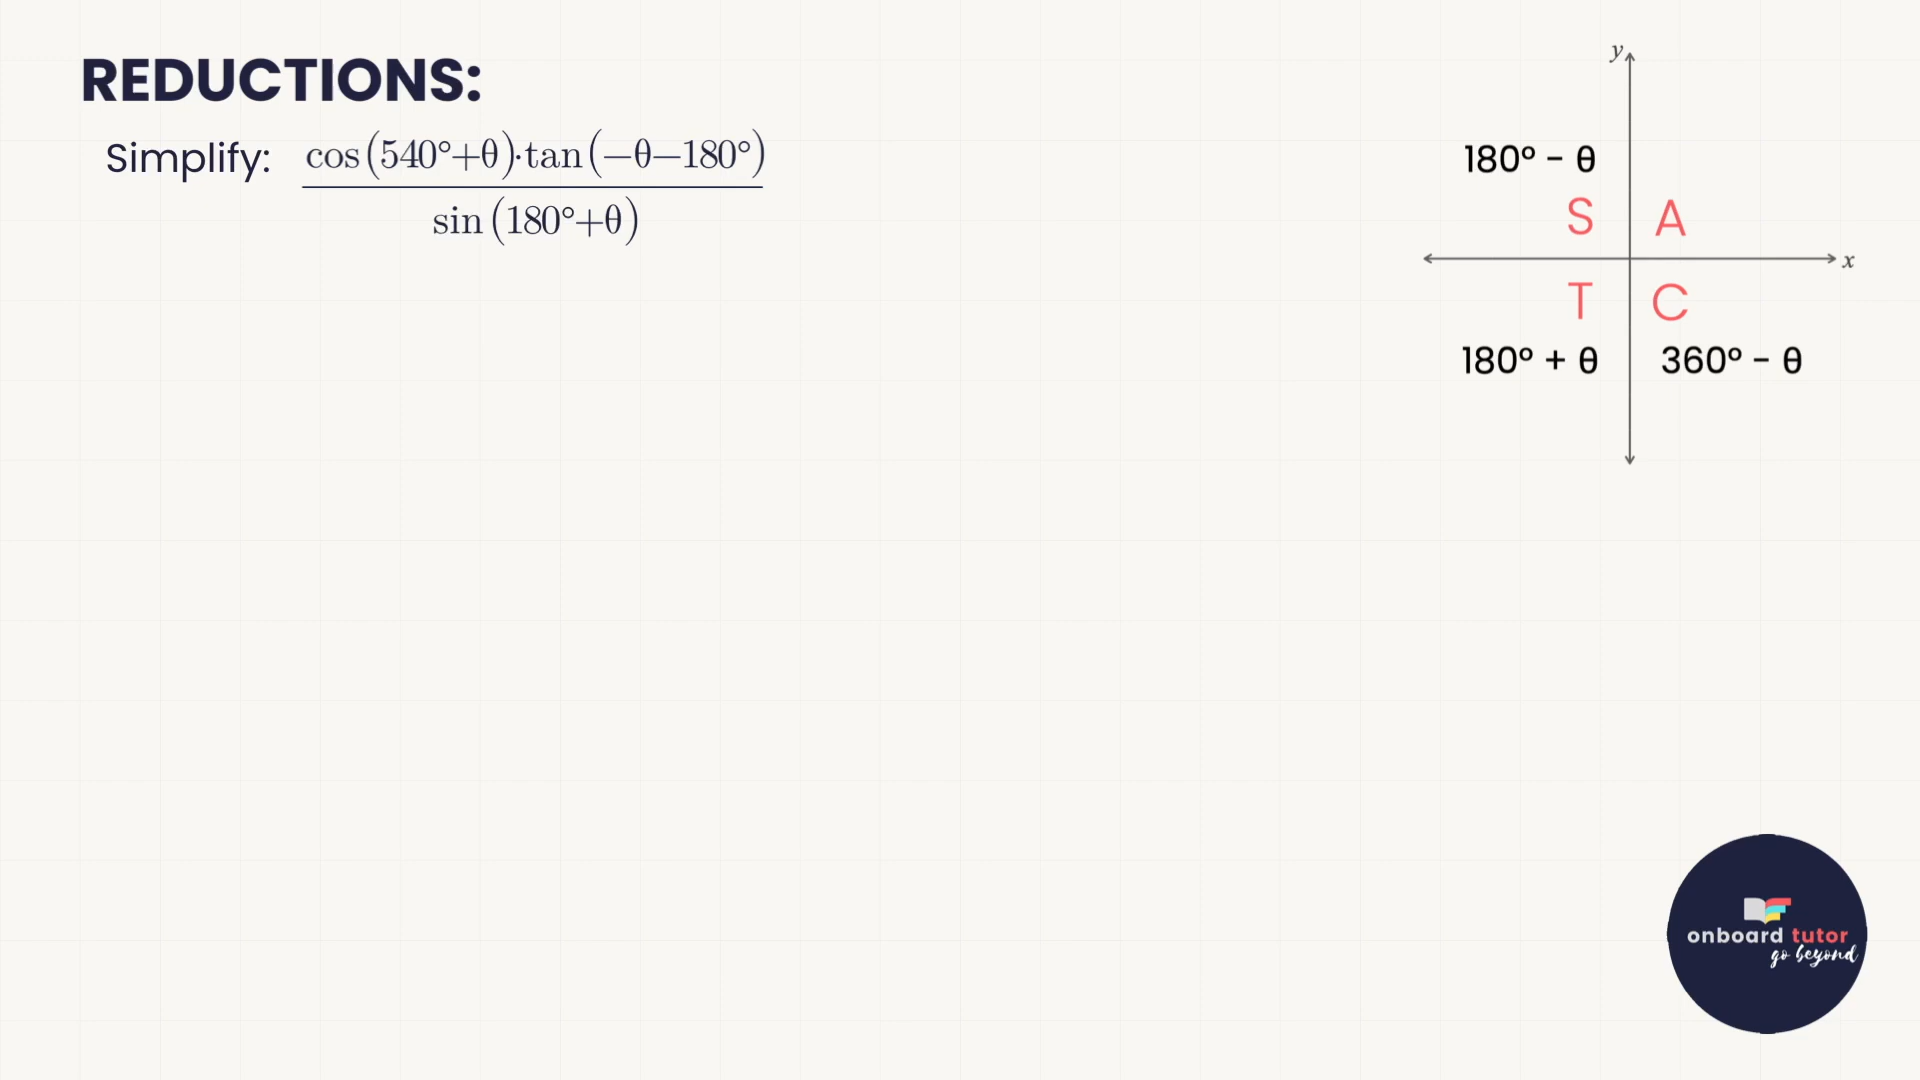 REDUCTIONS:
Simplify: cos(540°+θ)·tan(−θ−180°)
sin(180°+θ)
y
180° − θ
S A
x
T C
180° + θ 360° − θ
onboard tutor
go beyond